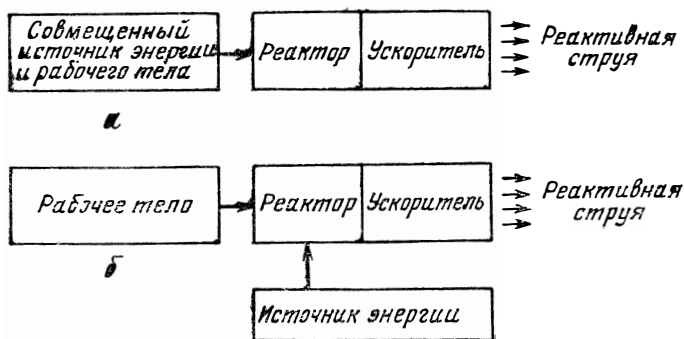 Совмещенный
источник энергии
и рабочего тела
Реактор
Ускоритель
Реактивная
струя
а
Рабочее тело
Реактор
Ускоритель
Реактивная
струя
б
Источник энергии